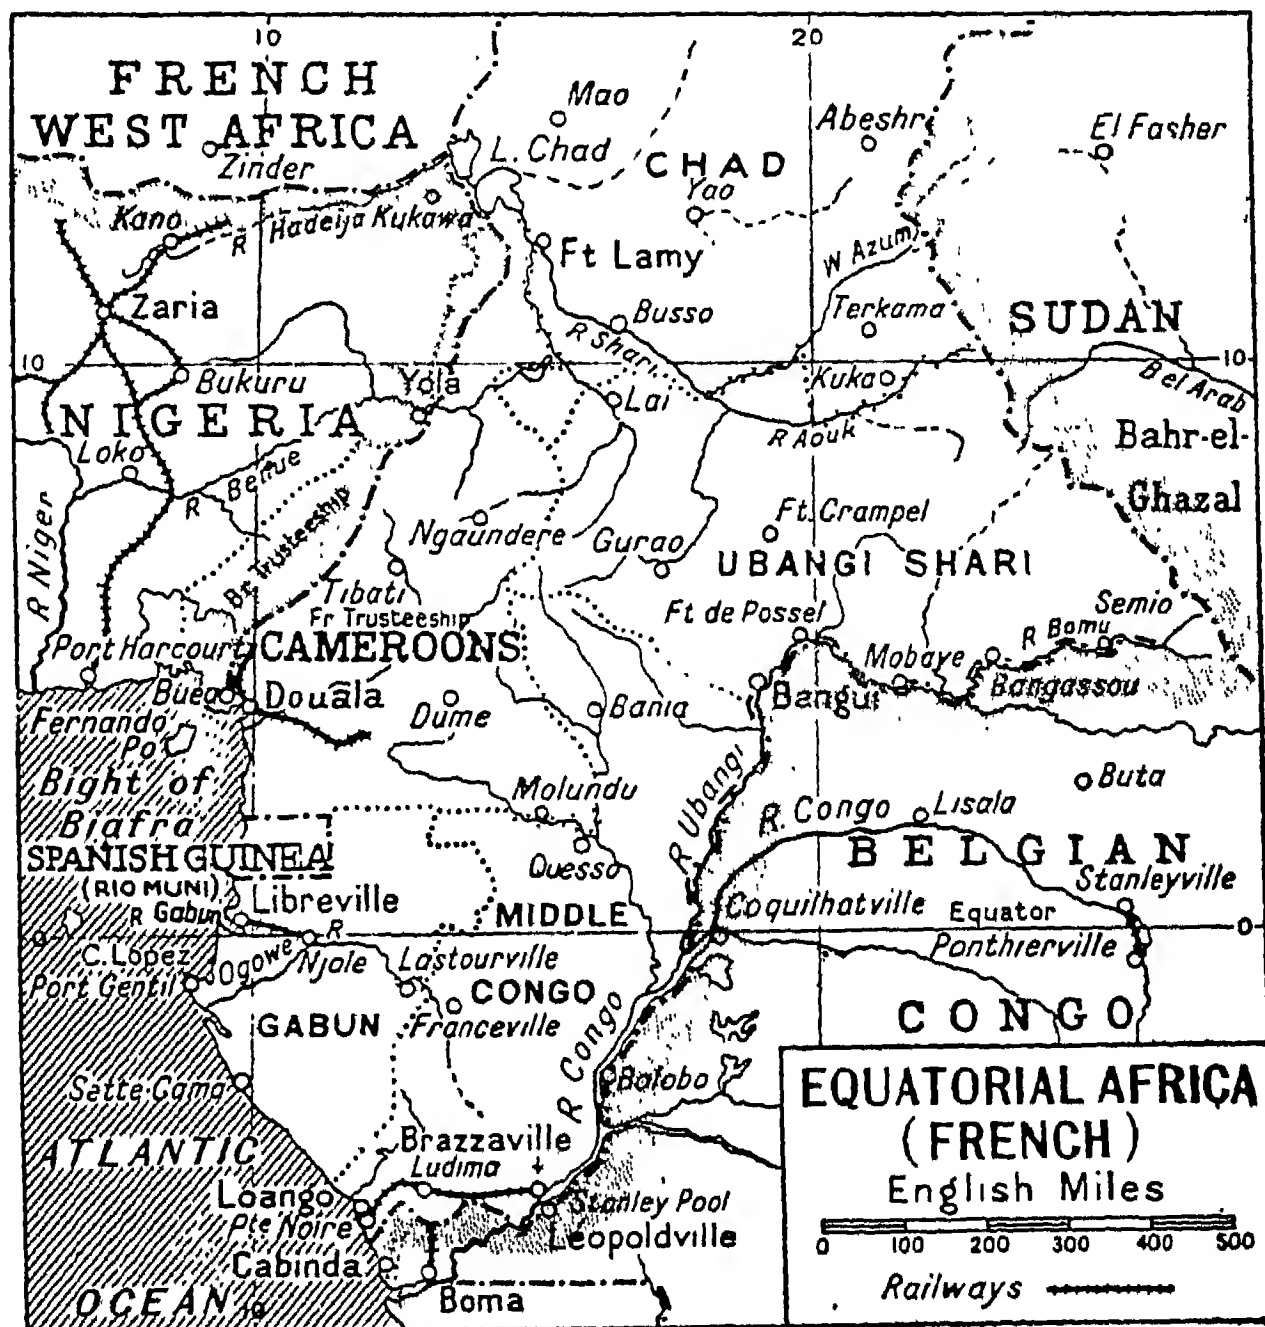 10
20
FRENCH
WEST AFRICA
Zinder
Mao
L. Chad
CHAD
Yao
Abeshr
El Fasher
Kano
R Hadeija
Kukawa
Ft Lamy
W Azum
Zaria
Busso
Terkama
SUDAN
R Shari
10
10
Bukuru
Yola
Lai
Kuka
Bel Arab
NIGERIA
R Aouk
Bahr-el-
Ghazal
Loko
R Benue
R Niger
Br. Trusteeship
Ngaundere
Gurao
Ft. Crampel
UBANGI SHARI
Tibati
Fr Trusteeship
CAMEROONS
Ft de Possel
Semio
R Bomu
Port Harcourt
Mobaye
Bangassou
Buea
Douāla
Dume
Bania
Bangui
Fernando
Po
Bight of
Biafra
Molundu
R Ubangi
R. Congo
Lisala
Buta
SPANISH GUINEA
(RIO MUNI)
Quesso
BELGIAN
Stanleyville
R Gabun
Libreville
MIDDLE
Coquilhatville
Equator
Ponthierville
0
0
C. Lopez
Port Gentil
R Ogowe
Njole
Lastourville
CONGO
Franceville
GABUN
R Congo
CONGO
Sette-Cama
Bolobo
ATLANTIC
Brazzaville
Ludima
Loango
Pte Noire
Stanley Pool
Leopoldville
Cabinda
Boma
OCEAN
10
EQUATORIAL AFRICA
(FRENCH)
English Miles
0 100 200 300 400 500
Railways